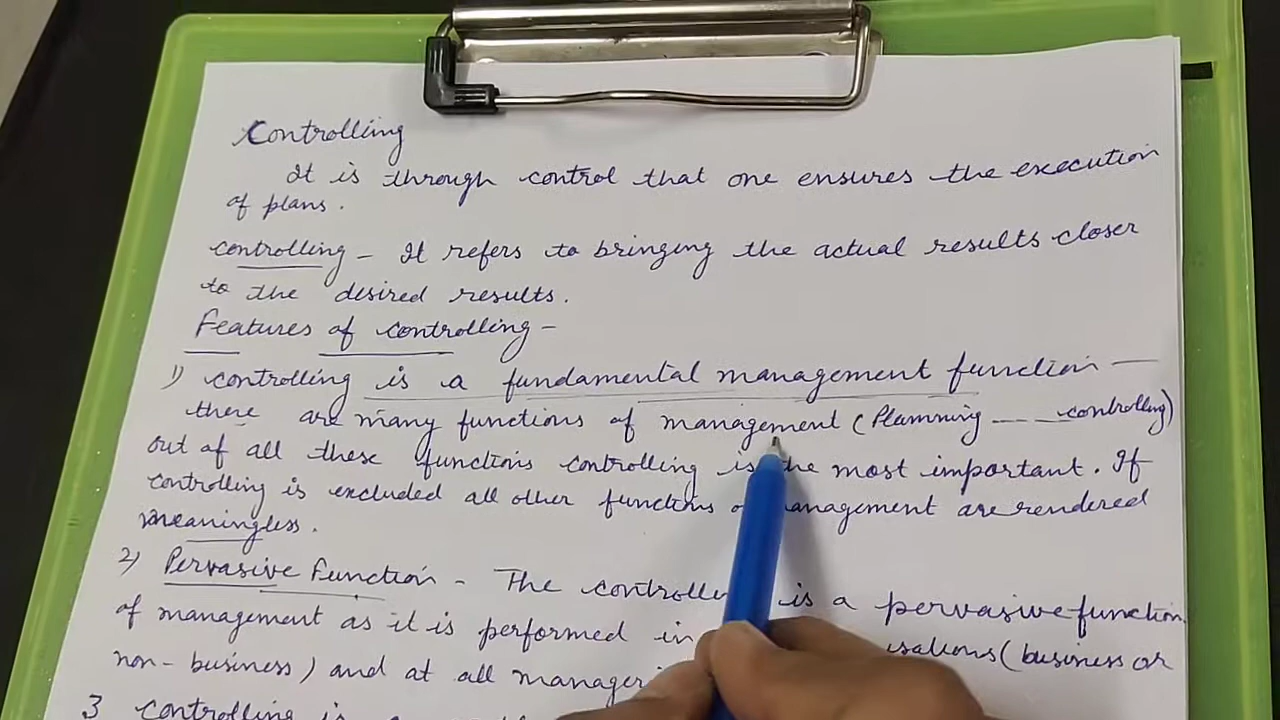 Controlling
It is through control that one ensures the execution
of plans.
controlling - It refers to bringing the actual results closer
to the desired results.
Features of controlling -
1) controlling is a fundamental management function -
there are many functions of management (Planning ---- controlling)
out of all these functions controlling is the most important. If
controlling is excluded all other functions management are rendered
meaningless.
2) Pervasive Function - The is a pervasive function
of management as it is performed in (business or
non-business) and at all
3 controlling is a